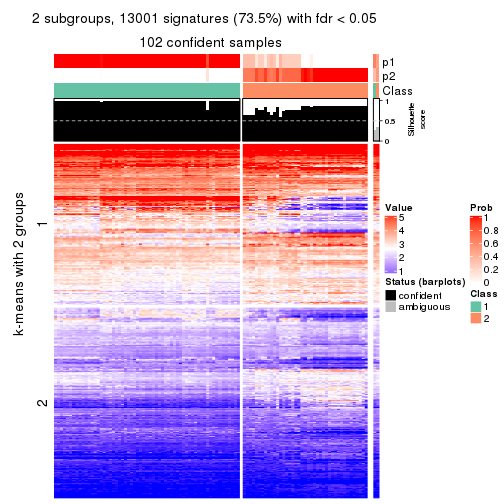 2 subgroups, 13001 signatures (73.5%) with fdr < 0.05
102 confident samples
p1
p2
Class
1
0.5
0
Silhouette
score
k-means with 2 groups
1
2
Value
5
4
3
2
1
Status (barplots)
confident
ambiguous
Prob
1
0.8
0.6
0.4
0.2
0
Class
1
2